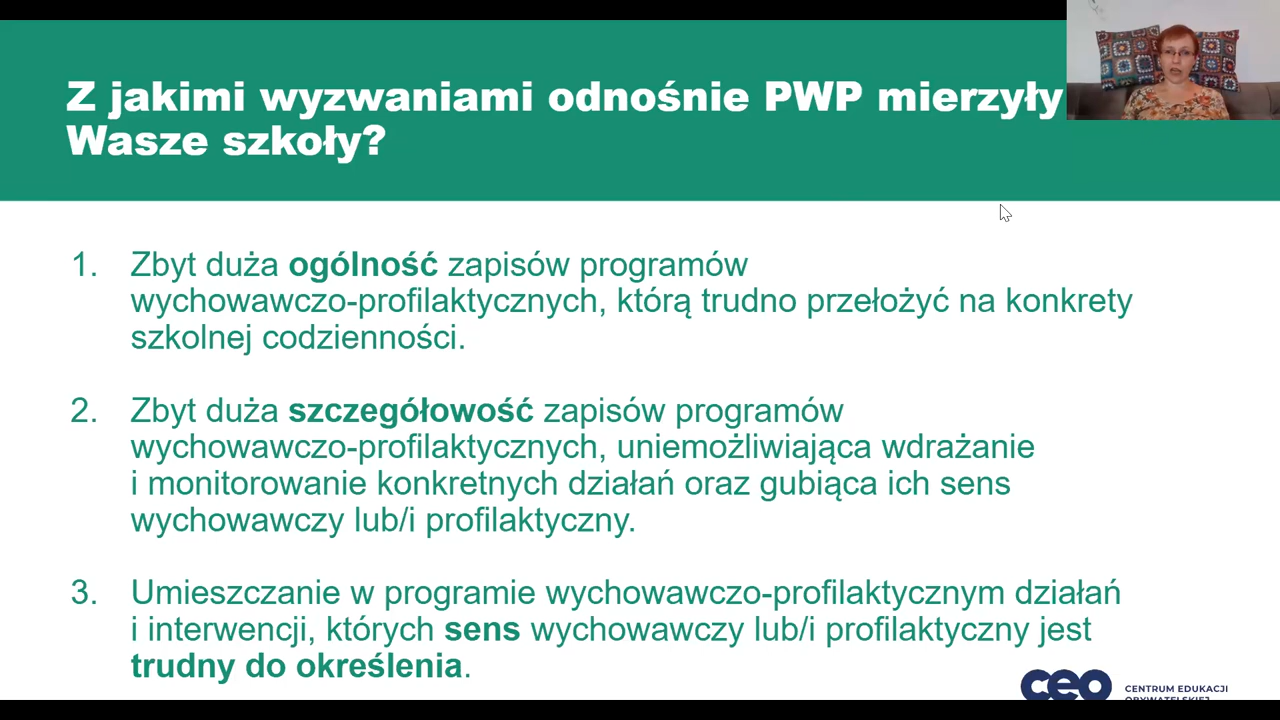 Z jakimi wyzwaniami odnośnie PWP mierzyły
Wasze szkoły?
1. Zbyt duża ogólność zapisów programów
wychowawczo-profilaktycznych, którą trudno przełożyć na konkrety
szkolnej codzienności.
2. Zbyt duża szczegółowość zapisów programów
wychowawczo-profilaktycznych, uniemożliwiająca wdrażanie
i monitorowanie konkretnych działań oraz gubiąca ich sens
wychowawczy lub/i profilaktyczny.
3. Umieszczanie w programie wychowawczo-profilaktycznym działań
i interwencji, których sens wychowawczy lub/i profilaktyczny jest
trudny do określenia.
ceo
CENTRUM EDUKACJI
OBYWATELSKIEJ